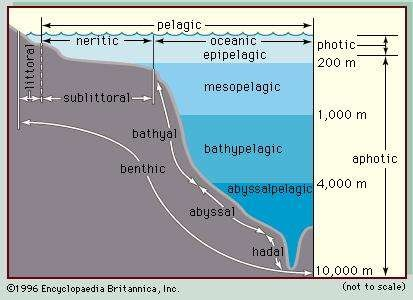 pelagic
neritic
oceanic
photic
epipelagic
200 m
littoral
mesopelagic
sublittoral
1,000 m
bathyal
bathypelagic
aphotic
benthic
4,000 m
abyssalpelagic
abyssal
hadal
10,000 m
©1996 Encyclopaedia Britannica, Inc.
(not to scale)